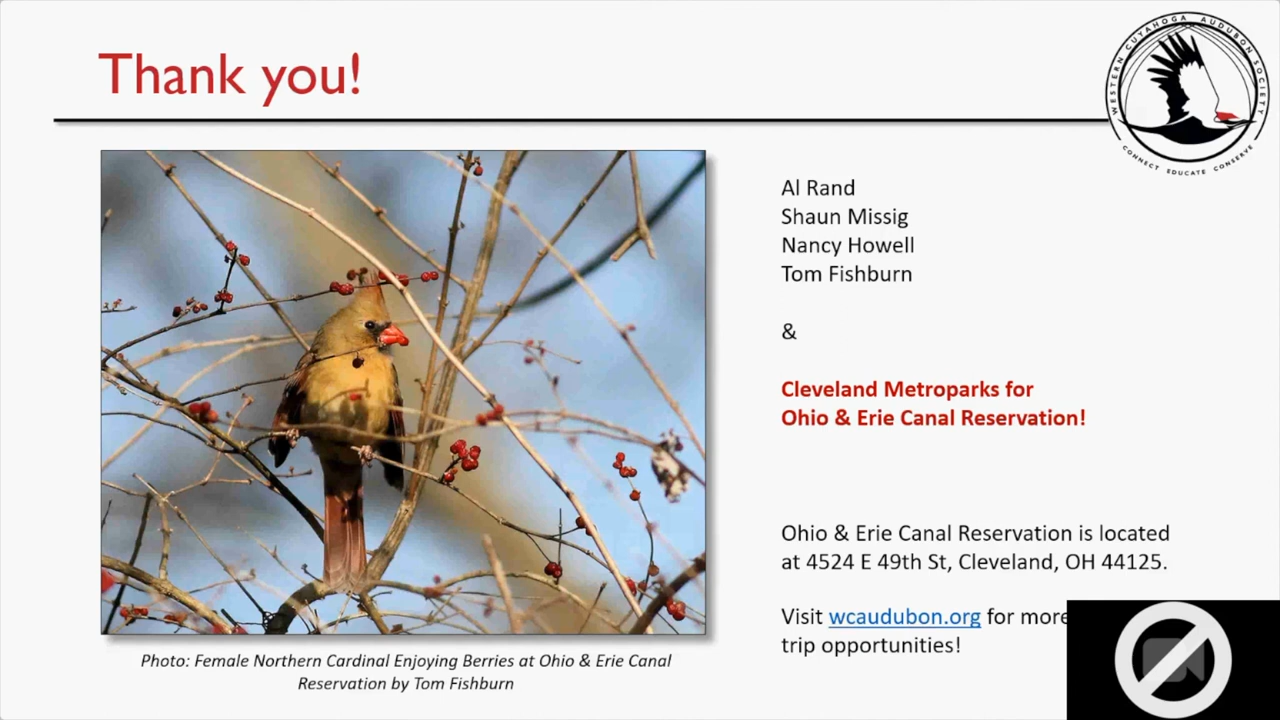 Thank you!
WESTERN CUYAHOGA AUDUBON SOCIETY
CONNECT EDUCATE CONSERVE
Al Rand
Shaun Missig
Nancy Howell
Tom Fishburn
&
Cleveland Metroparks for
Ohio & Erie Canal Reservation!
Ohio & Erie Canal Reservation is located
at 4524 E 49th St, Cleveland, OH 44125.
Visit wcaudubon.org for more
trip opportunities!
Photo: Female Northern Cardinal Enjoying Berries at Ohio & Erie Canal
Reservation by Tom Fishburn